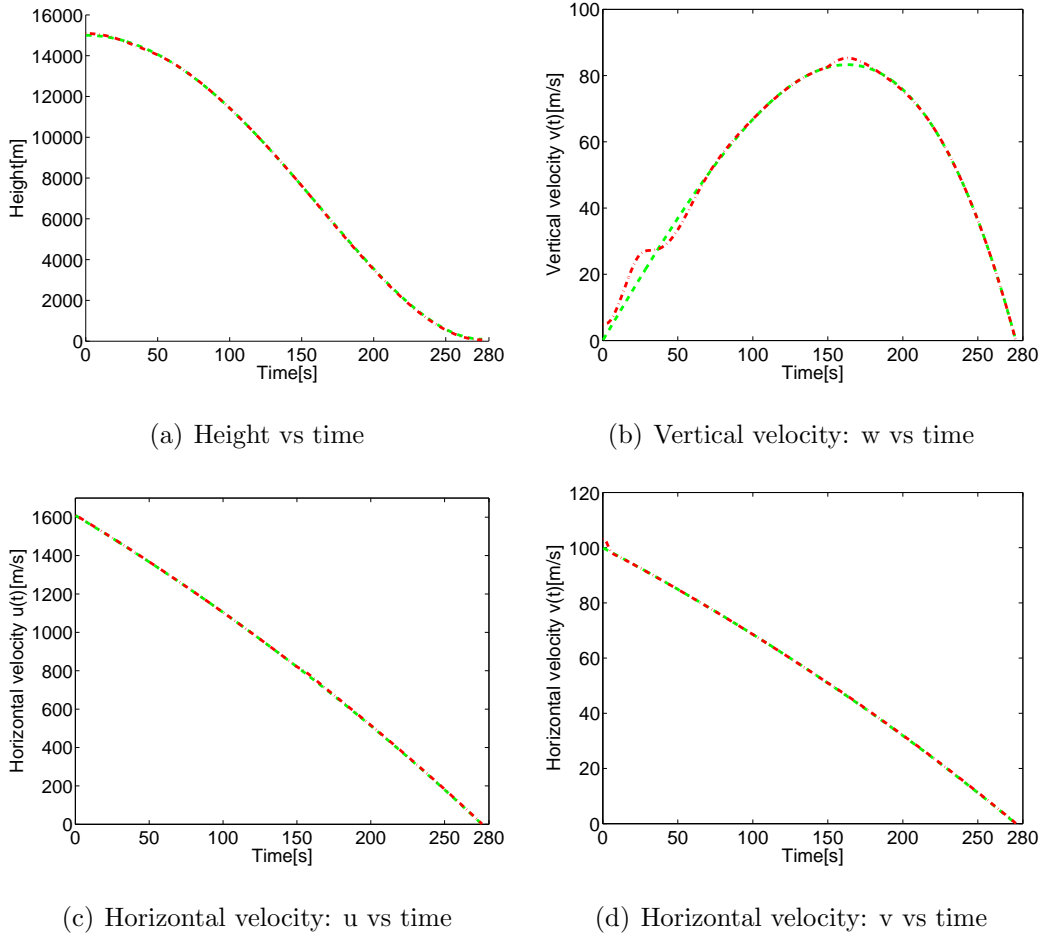 16000
14000
12000
10000
8000
6000
4000
2000
0
Height[m]
0 50 100 150 200 250 280
Time[s]
(a) Height vs time
100
80
60
40
20
0
Vertical velocity v(t)[m/s]
0 50 100 150 200 250 280
Time[s]
(b) Vertical velocity: w vs time
1600
1400
1200
1000
800
600
400
200
0
Horizontal velocity u(t)[m/s]
0 50 100 150 200 250 280
Time[s]
(c) Horizontal velocity: u vs time
120
100
80
60
40
20
0
Horizontal velocity v(t)[m/s]
0 50 100 150 200 250 280
Time[s]
(d) Horizontal velocity: v vs time